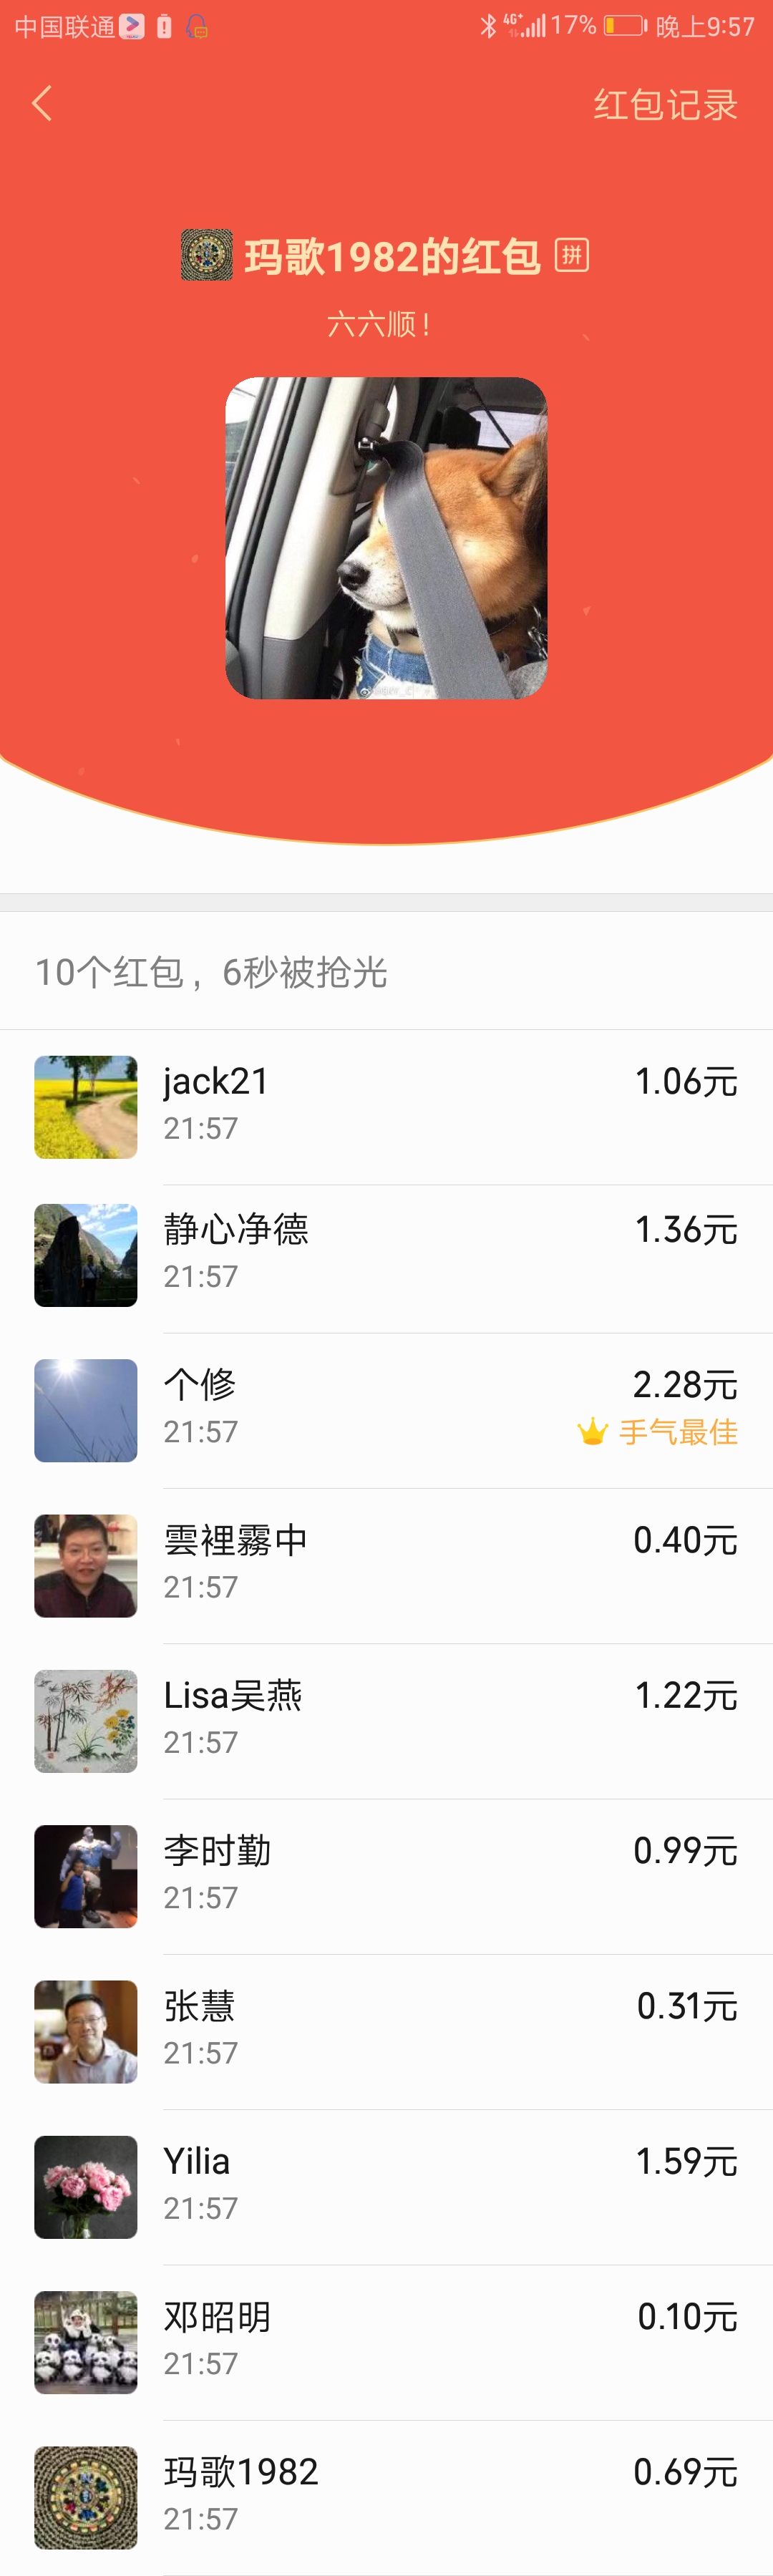 中国联通 4G+ 17% 晚上9:57
红包记录
玛歌1982的红包 拼
六六顺!
10个红包，6秒被抢光
jack21 1.06元
21:57
静心净德 1.36元
21:57
个修 2.28元
21:57 手气最佳
雲裡霧中 0.40元
21:57
Lisa吴燕 1.22元
21:57
李时勤 0.99元
21:57
张慧 0.31元
21:57
Yilia 1.59元
21:57
邓昭明 0.10元
21:57
玛歌1982 0.69元
21:57